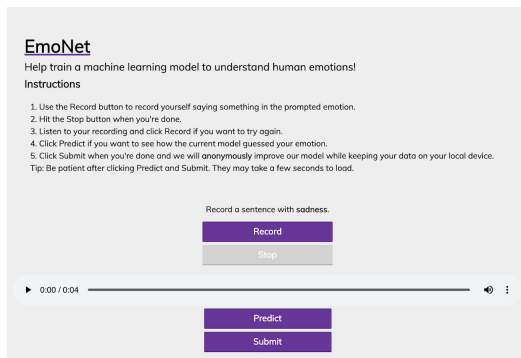 EmoNet
Help train a machine learning model to understand human emotions!
Instructions
1. Use the Record button to record yourself saying something in the prompted emotion.
2. Hit the Stop button when you're done.
3. Listen to your recording and click Record if you want to try again.
4. Click Predict if you want to see how the current model guessed your emotion.
5. Click Submit when you're done and we will anonymously improve our model while keeping your data on your local device.
Tip: Be patient after clicking Predict and Submit. They may take a few seconds to load.
Record a sentence with sadness.
Record
Stop
0:00 / 0:04
Predict
Submit